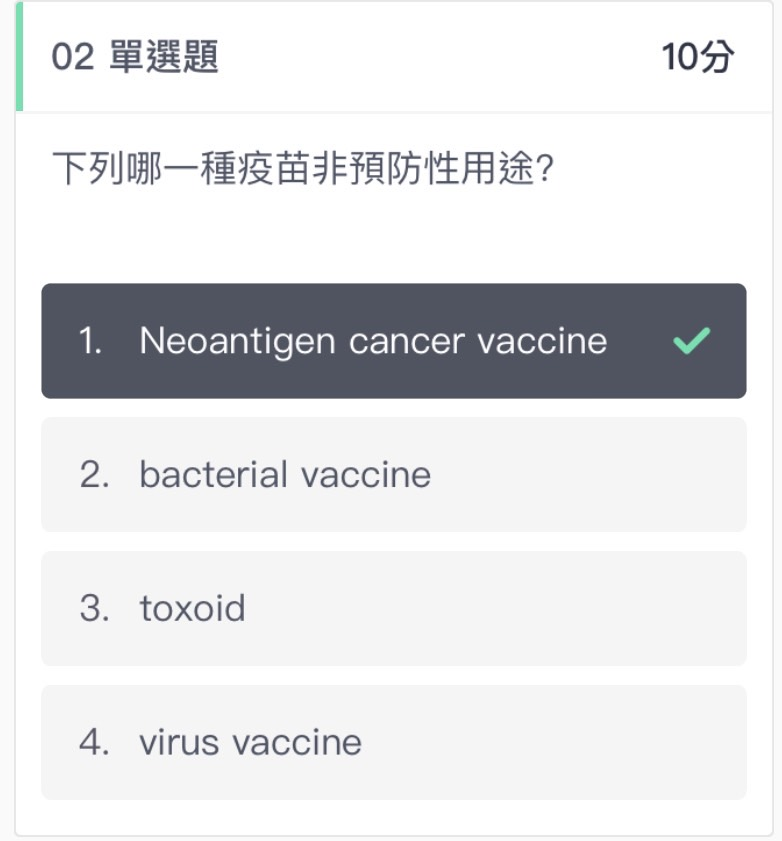 02 單選題 10分
下列哪一種疫苗非預防性用途?
1. Neoantigen cancer vaccine
2. bacterial vaccine
3. toxoid
4. virus vaccine